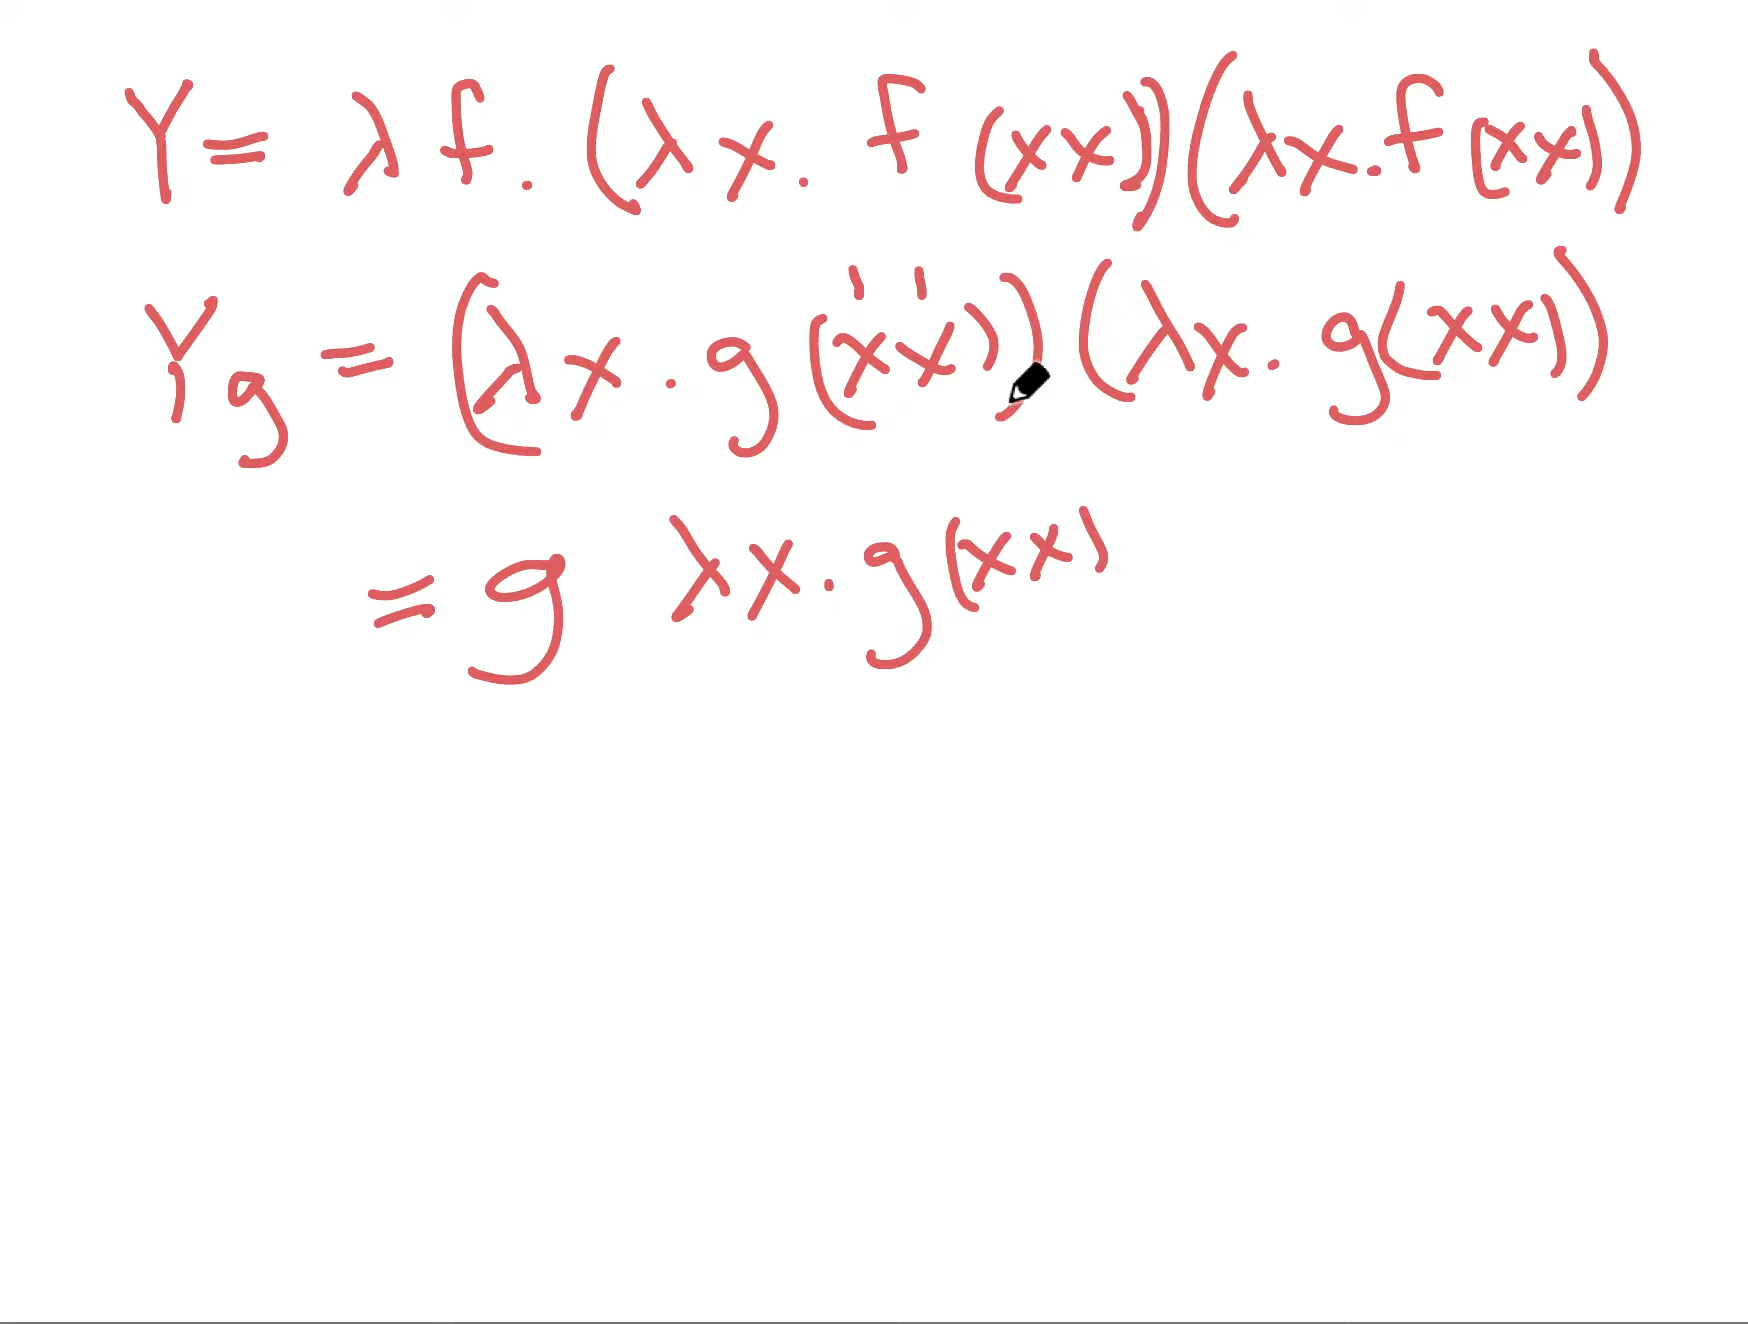 Y = λf.(λx.f(xx))(λx.f(xx))
Yg = (λx.g(xx))(λx.g(xx))
= g λx.g(xx)